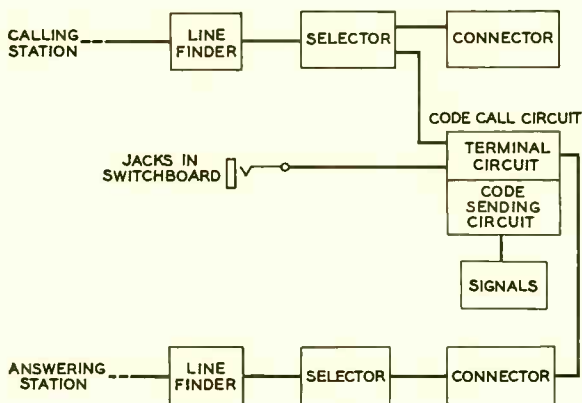 CALLING
STATION
LINE
FINDER
SELECTOR
CONNECTOR
CODE CALL CIRCUIT
TERMINAL
CIRCUIT
JACKS IN
SWITCHBOARD
CODE
SENDING
CIRCUIT
SIGNALS
ANSWERING
STATION
LINE
FINDER
SELECTOR
CONNECTOR